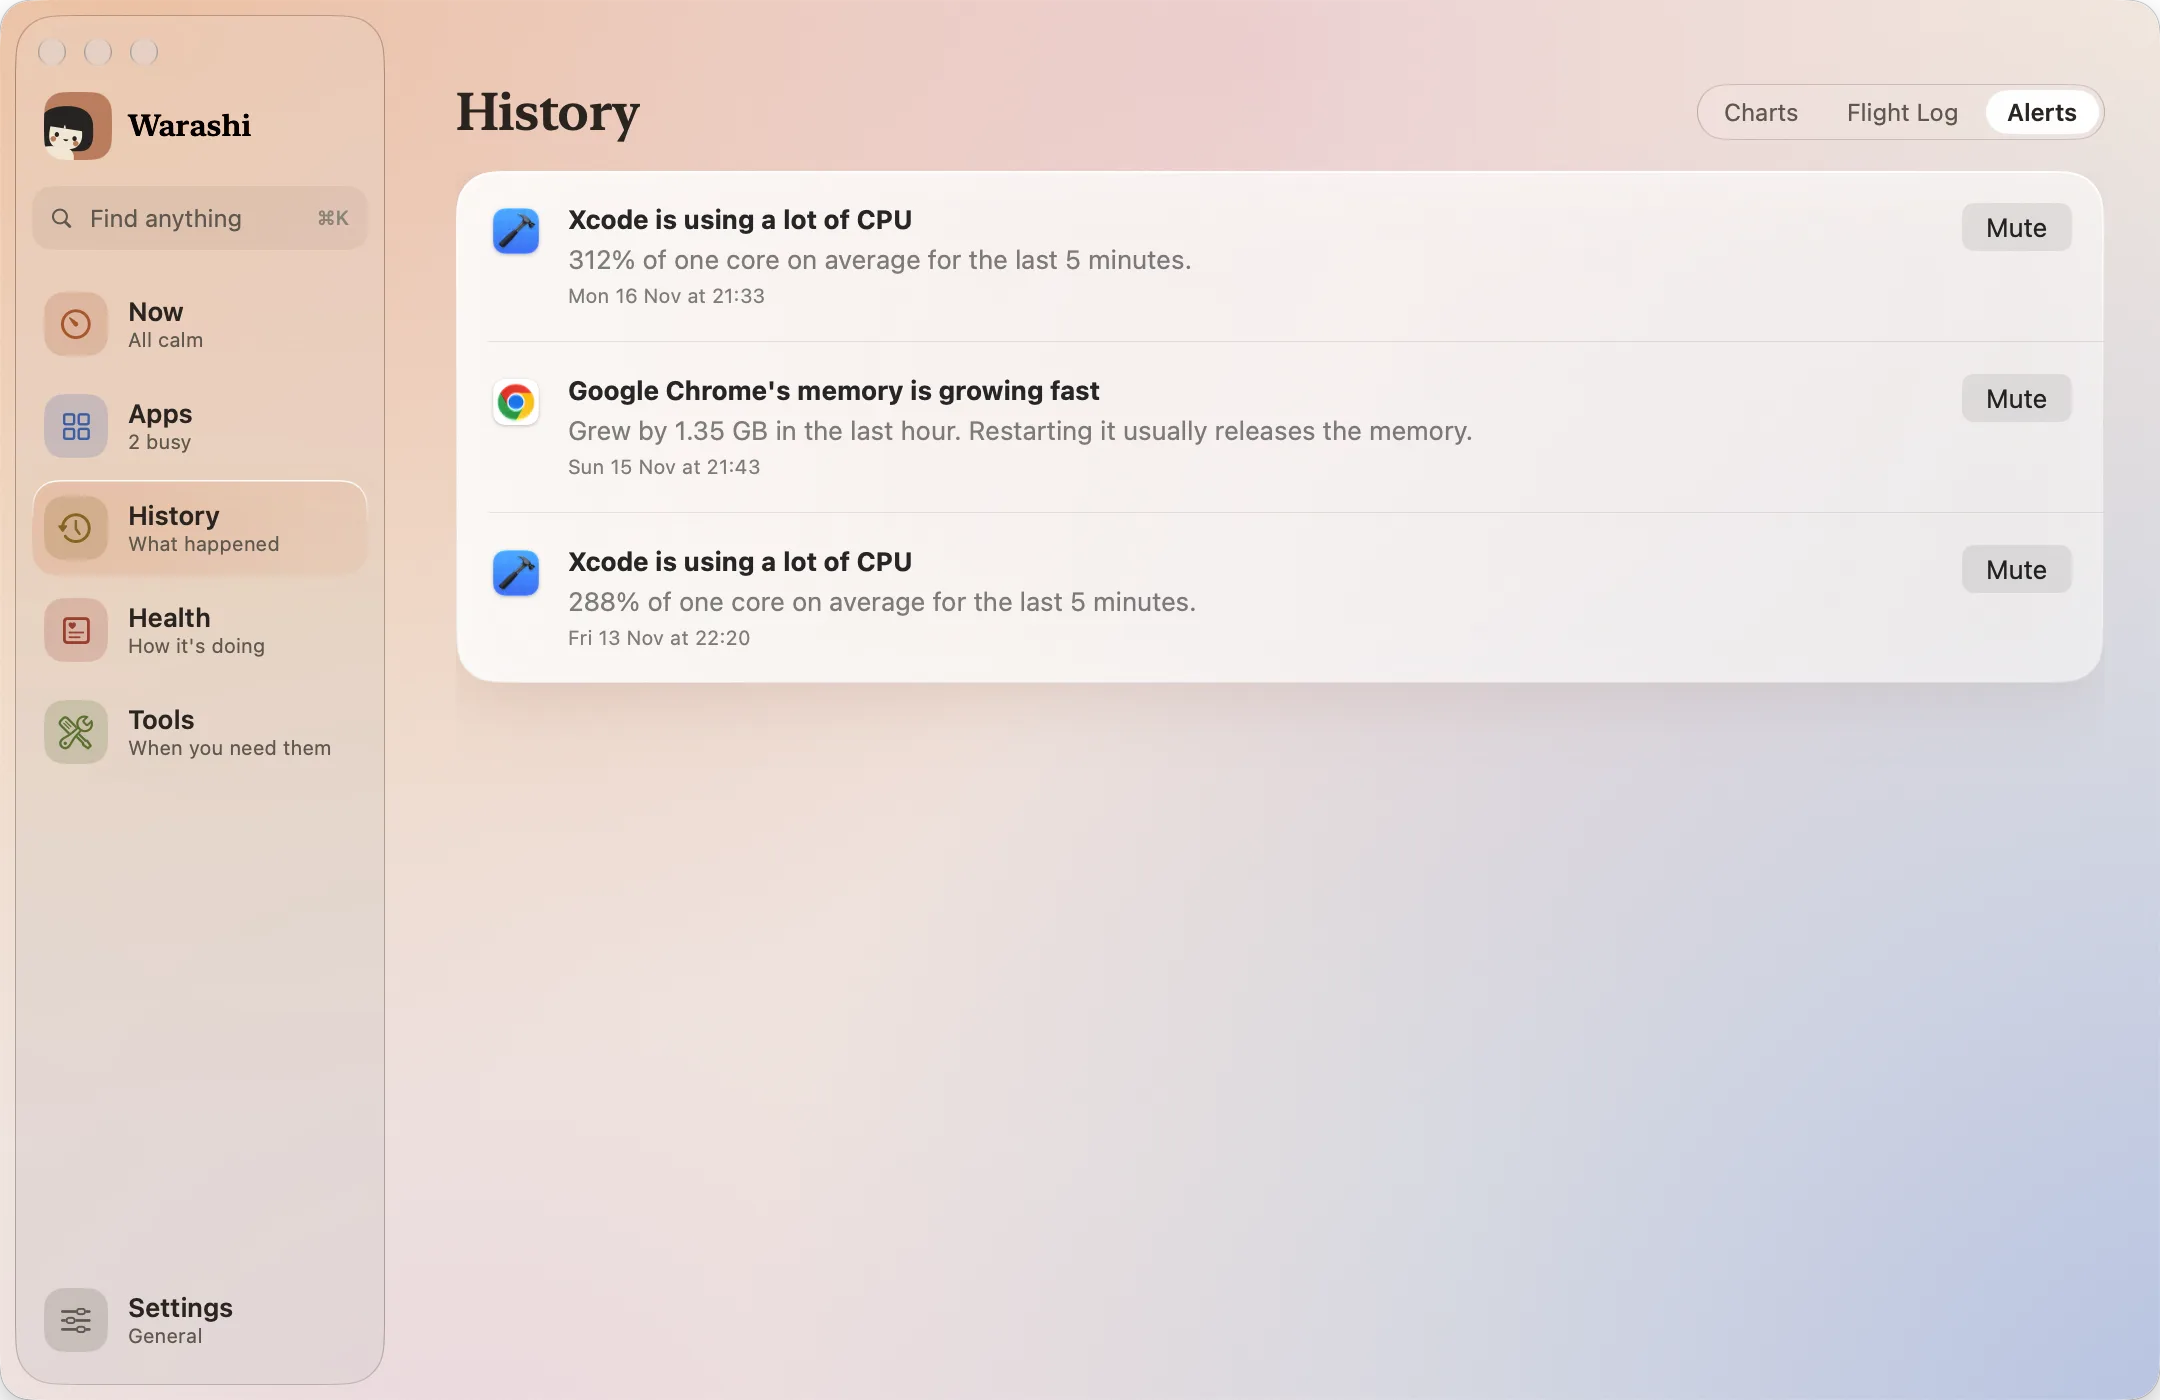 Warashi
Find anything ⌘K
Now
All calm
Apps
2 busy
History
What happened
Health
How it's doing
Tools
When you need them
Settings
General
History
Charts Flight Log Alerts
Xcode is using a lot of CPU
312% of one core on average for the last 5 minutes.
Mon 16 Nov at 21:33
Mute
Google Chrome's memory is growing fast
Grew by 1.35 GB in the last hour. Restarting it usually releases the memory.
Sun 15 Nov at 21:43
Mute
Xcode is using a lot of CPU
288% of one core on average for the last 5 minutes.
Fri 13 Nov at 22:20
Mute